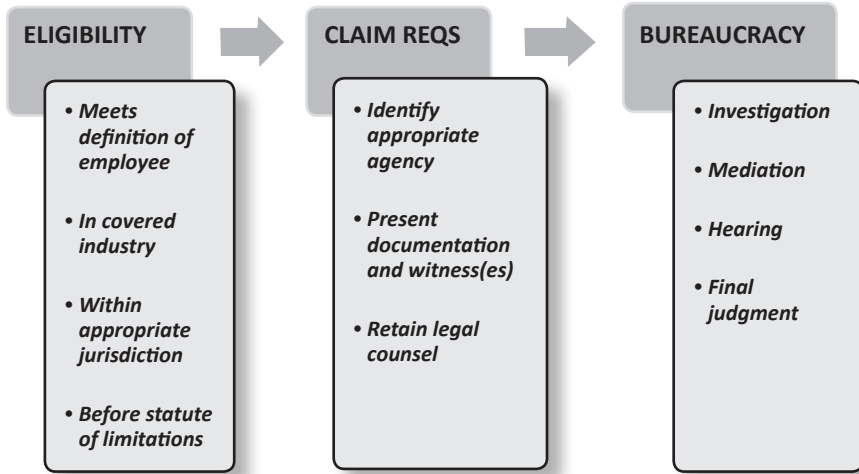 ELIGIBILITY
• Meets
definition of
employee
• In covered
industry
• Within
appropriate
jurisdiction
• Before statute
of limitations
CLAIM REQS
• Identify
appropriate
agency
• Present
documentation
and witness(es)
• Retain legal
counsel
BUREAUCRACY
• Investigation
• Mediation
• Hearing
• Final
judgment